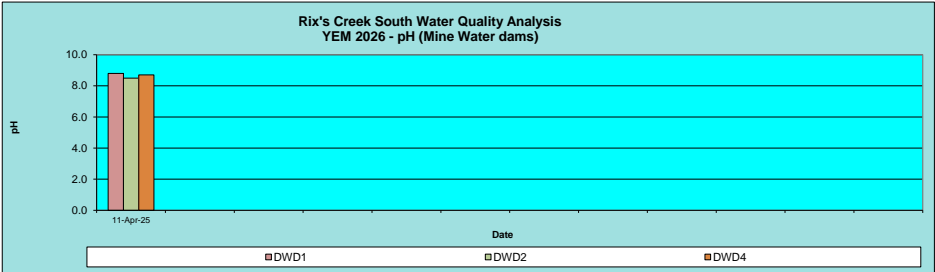 Rix's Creek South Water Quality Analysis
YEM 2026 - pH (Mine Water dams)
10.0
8.0
6.0
4.0
2.0
0.0
pH
11-Apr-25
Date
DWD1 DWD2 DWD4